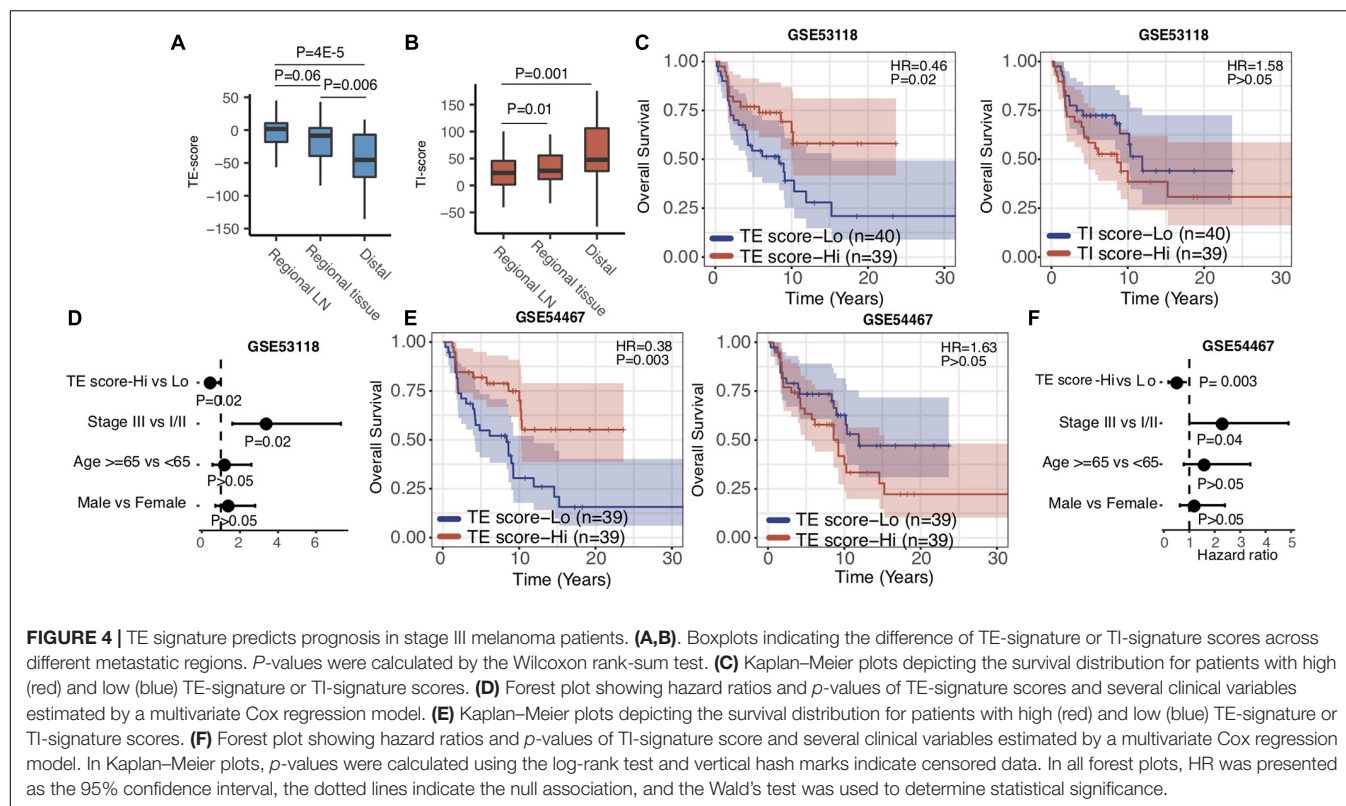 A
P=4E-5
P=0.06
P=0.006
TE-score
50
0
−50
−100
−150
Regional LN
Regional tissue
Distal
B
P=0.001
P=0.01
TI-score
150
100
50
0
−50
Regional LN
Regional tissue
Distal
C
GSE53118
HR=0.46
P=0.02
Overall Survival
1.00
0.75
0.50
0.25
0.00
TE score−Lo (n=40)
TE score−Hi (n=39)
0 10 20 30
Time (Years)
GSE53118
HR=1.58
P>0.05
Overall Survival
1.00
0.75
0.50
0.25
0.00
TI score−Lo (n=40)
TI score−Hi (n=39)
0 10 20 30
Time (Years)
D
GSE53118
TE score-Hi vs Lo
P=0.02
Stage III vs I/II
P=0.02
Age >=65 vs <65
P>0.05
Male vs Female
P>0.05
0 2 4 6
E
GSE54467
HR=0.38
P=0.003
Overall Survival
1.00
0.75
0.50
0.25
0.00
TE score−Lo (n=39)
TE score−Hi (n=39)
0 10 20 30
Time (Years)
GSE54467
HR=1.63
P>0.05
Overall Survival
1.00
0.75
0.50
0.25
0.00
TE score−Lo (n=39)
TE score−Hi (n=39)
0 10 20 30
Time (Years)
F
GSE54467
TE score-Hi vs Lo
P= 0.003
Stage III vs I/II
P=0.04
Age >=65 vs <65
P>0.05
Male vs Female
P>0.05
0 1 2 3 4 5
Hazard ratio
FIGURE 4 | TE signature predicts prognosis in stage III melanoma patients. (A,B). Boxplots indicating the difference of TE-signature or TI-signature scores across
different metastatic regions. P-values were calculated by the Wilcoxon rank-sum test. (C) Kaplan–Meier plots depicting the survival distribution for patients with high
(red) and low (blue) TE-signature or TI-signature scores. (D) Forest plot showing hazard ratios and p-values of TE-signature scores and several clinical variables
estimated by a multivariate Cox regression model. (E) Kaplan–Meier plots depicting the survival distribution for patients with high (red) and low (blue) TE-signature or
TI-signature scores. (F) Forest plot showing hazard ratios and p-values of TI-signature score and several clinical variables estimated by a multivariate Cox regression
model. In Kaplan–Meier plots, p-values were calculated using the log-rank test and vertical hash marks indicate censored data. In all forest plots, HR was presented
as the 95% confidence interval, the dotted lines indicate the null association, and the Wald's test was used to determine statistical significance.